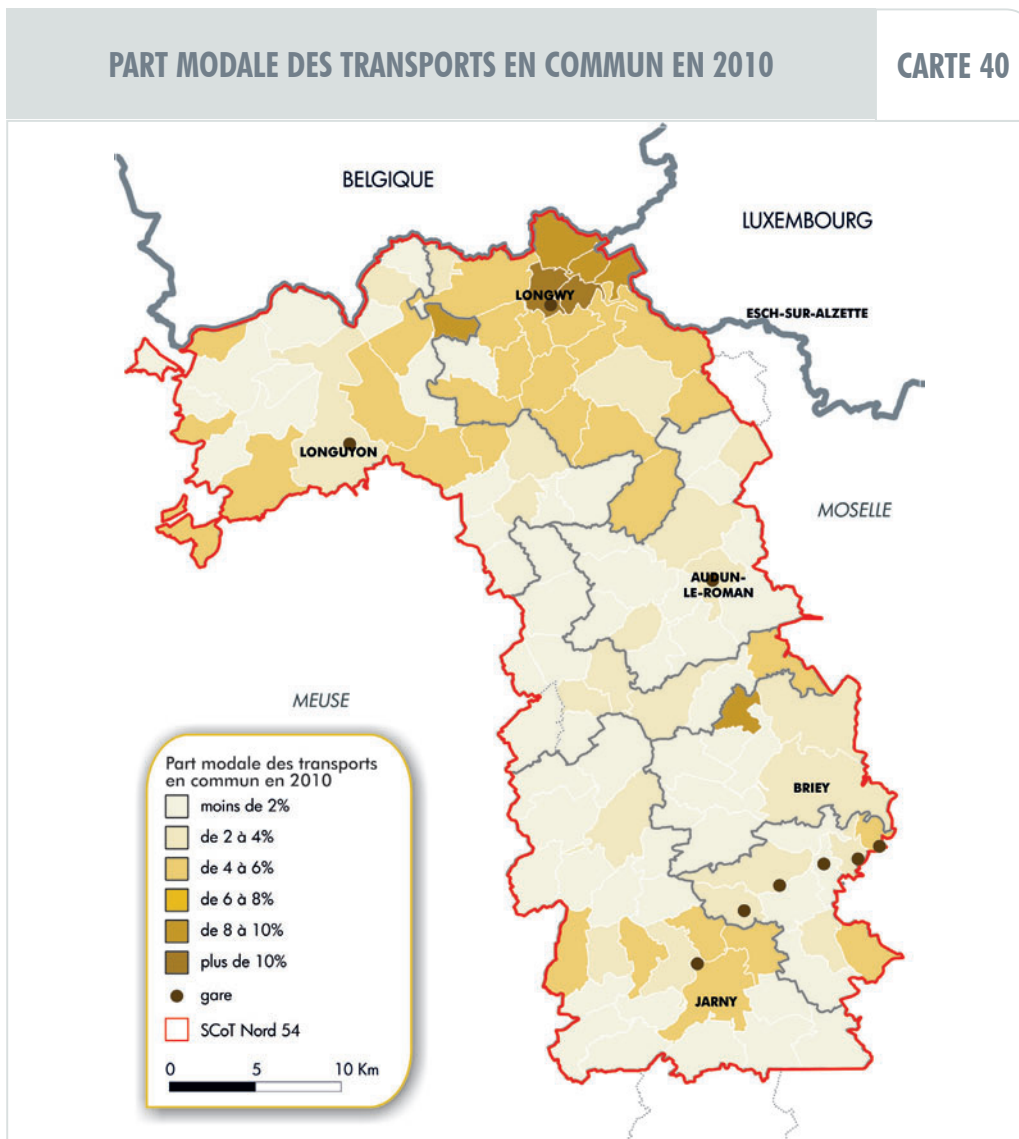 PART MODALE DES TRANSPORTS EN COMMUN EN 2010
CARTE 40
BELGIQUE
LUXEMBOURG
LONGWY
ESCH-SUR-ALZETTE
LONGUYON
MOSELLE
AUDUN-
LE-ROMAN
MEUSE
BRIEY
JARNY
Part modale des transports
en commun en 2010
moins de 2%
de 2 à 4%
de 4 à 6%
de 6 à 8%
de 8 à 10%
plus de 10%
gare
SCoT Nord 54
0 5 10 Km